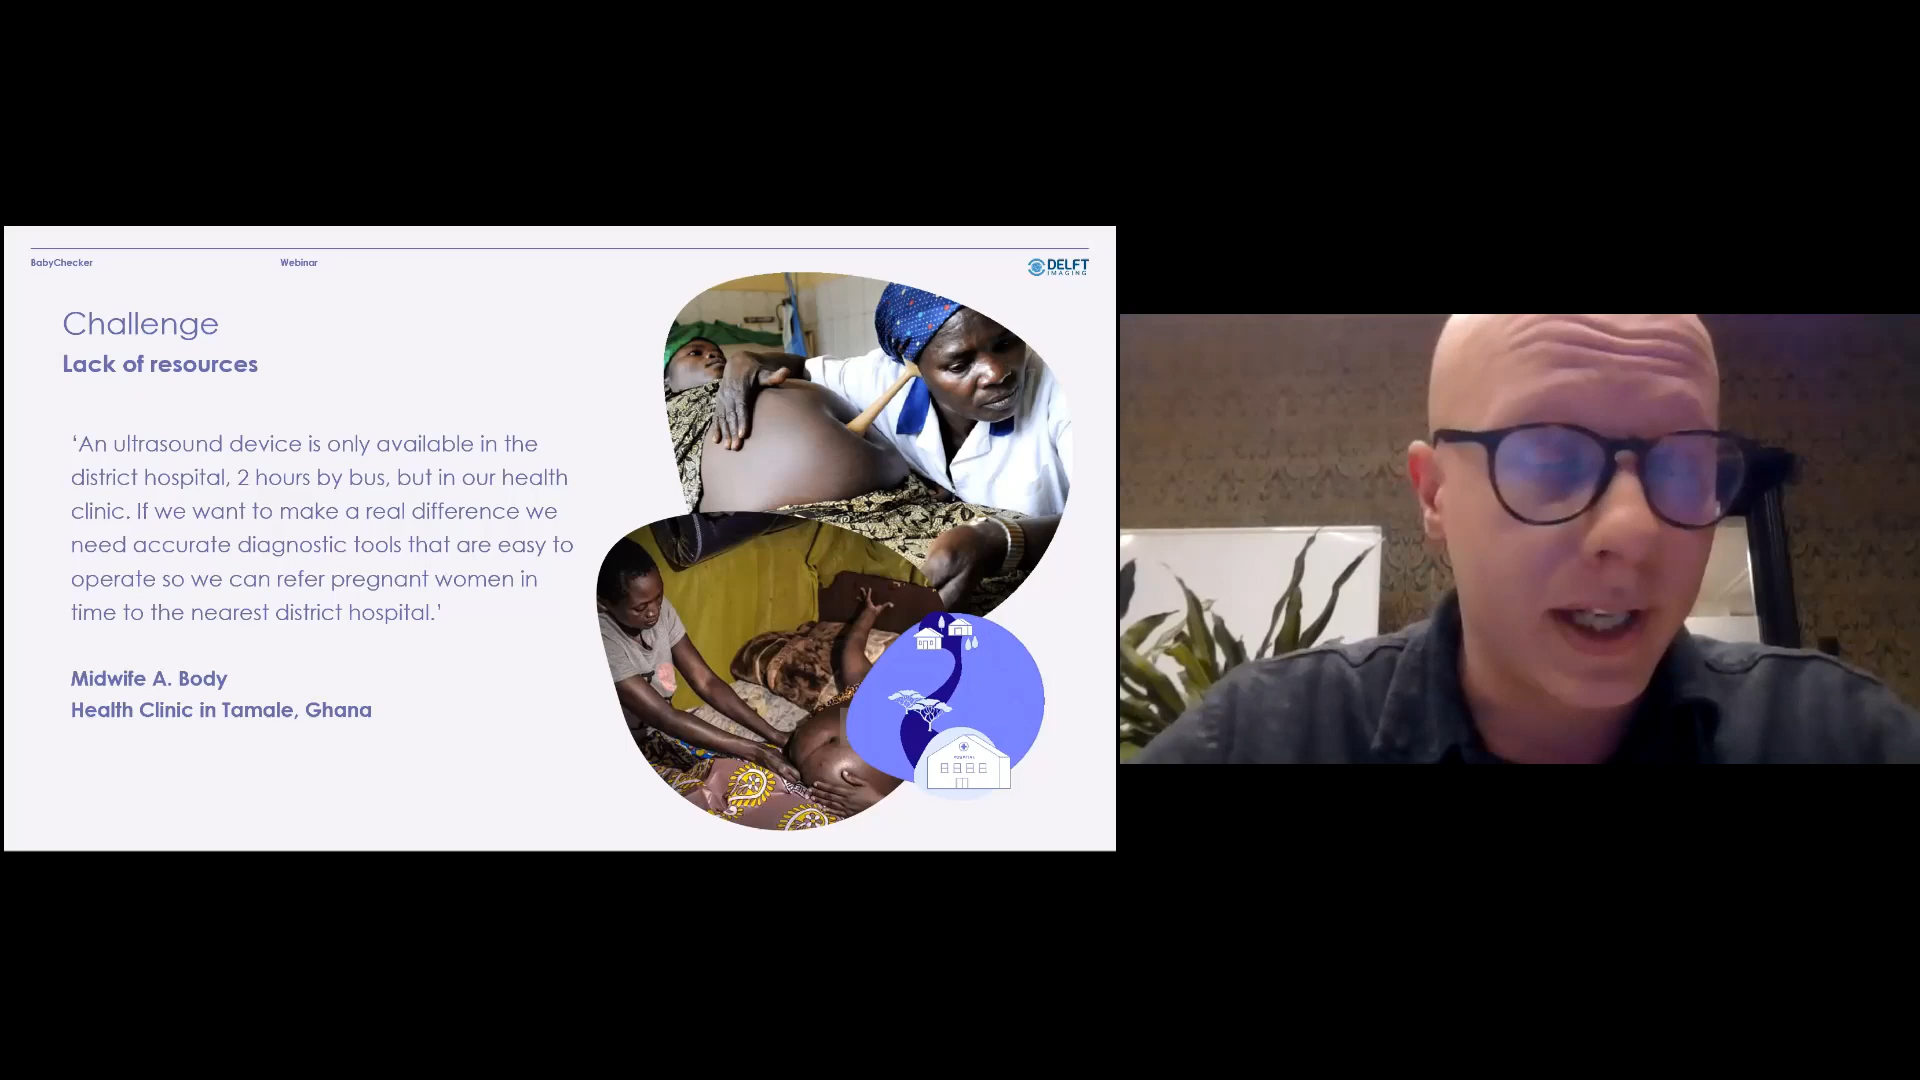 BabyChecker
Webinar
DELFT
IMAGING
Challenge
Lack of resources
‘An ultrasound device is only available in the
district hospital, 2 hours by bus, but in our health
clinic. If we want to make a real difference we
need accurate diagnostic tools that are easy to
operate so we can refer pregnant women in
time to the nearest district hospital.’
Midwife A. Body
Health Clinic in Tamale, Ghana
HOSPITAL